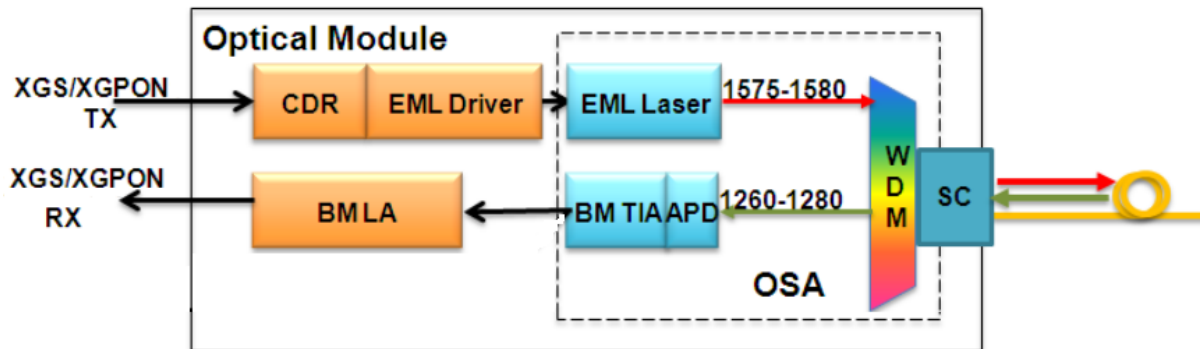 Optical Module
XGS/XGPON
TX
CDR
EML Driver
EML Laser
1575-1580
XGS/XGPON
RX
BM LA
BM TIA
APD
1260-1280
W
D
M
SC
OSA